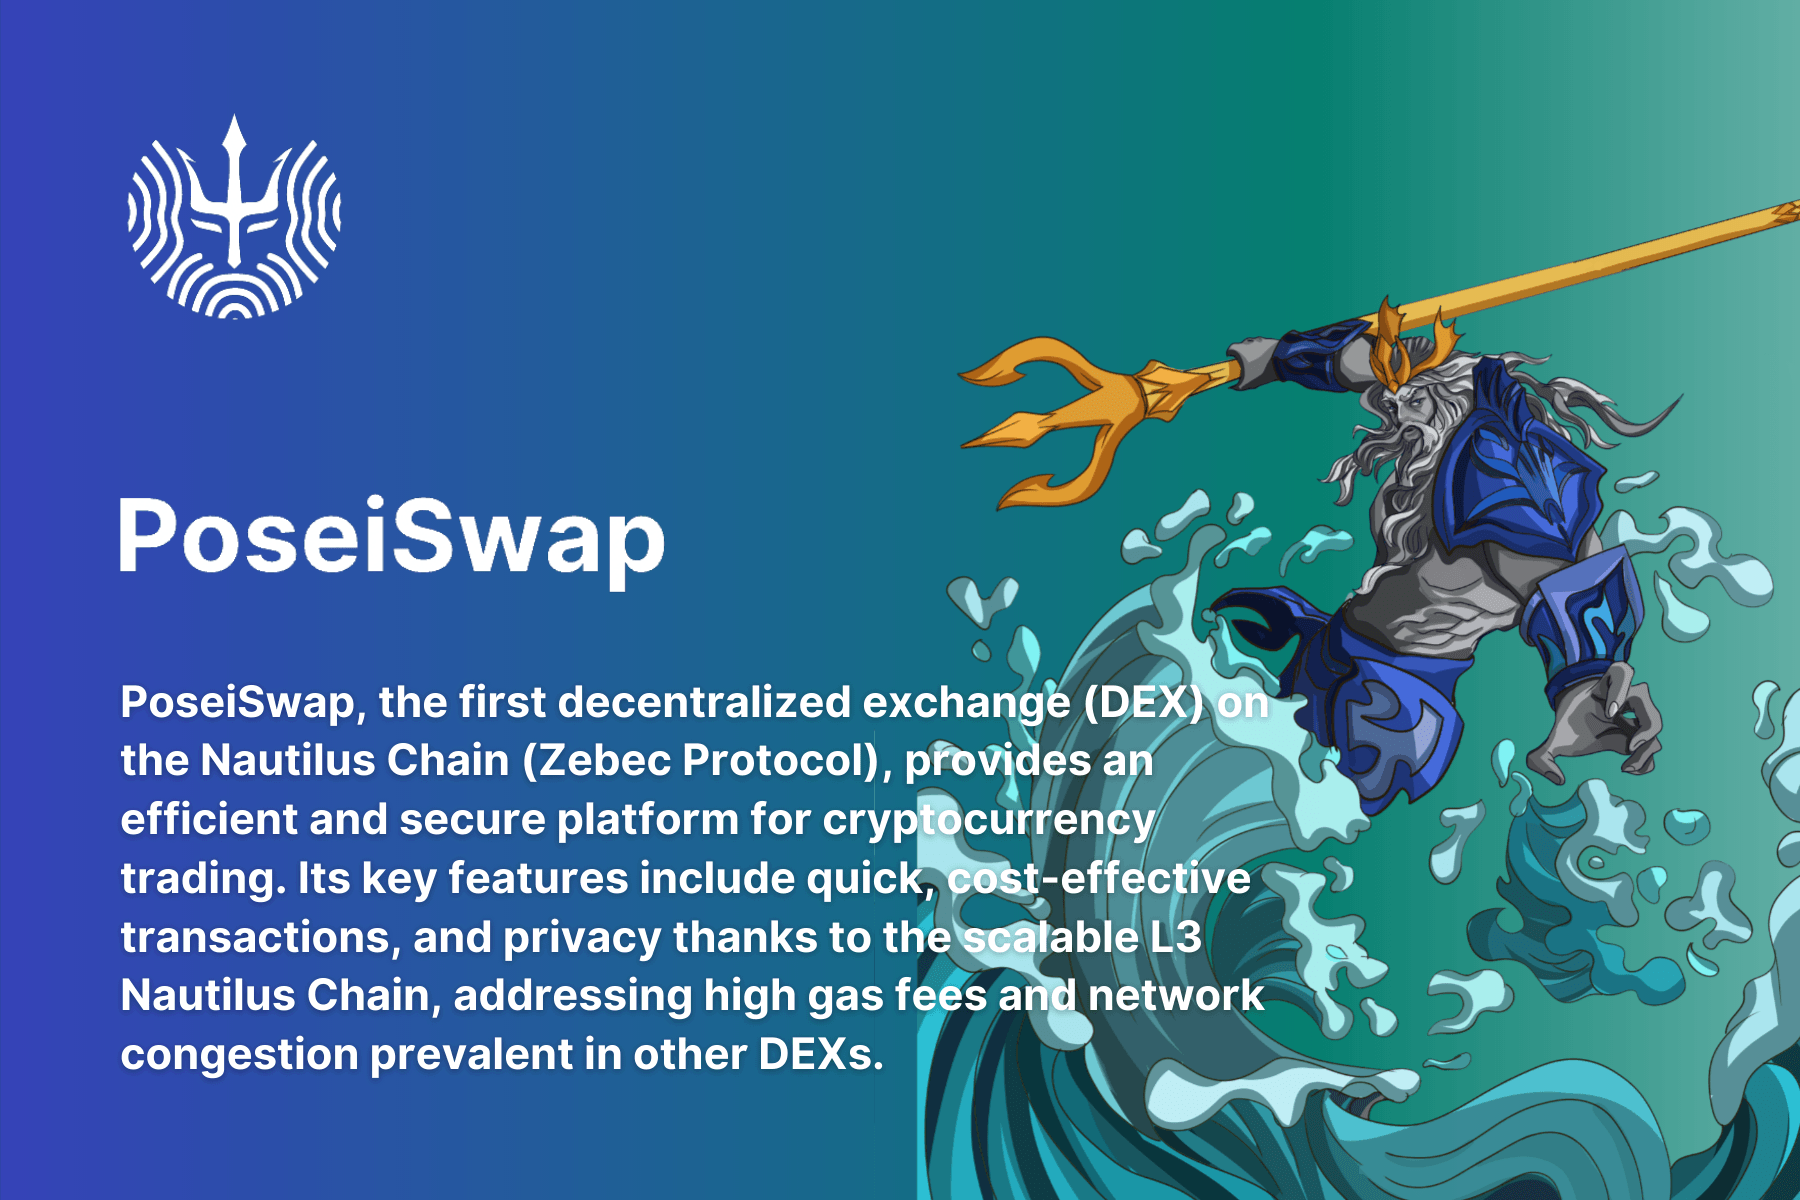 PoseiSwap
PoseiSwap, the first decentralized exchange (DEX) on
the Nautilus Chain (Zebec Protocol), provides an
efficient and secure platform for cryptocurrency
trading. Its key features include quick, cost-effective
transactions, and privacy thanks to the scalable L3
Nautilus Chain, addressing high gas fees and network
congestion prevalent in other DEXs.